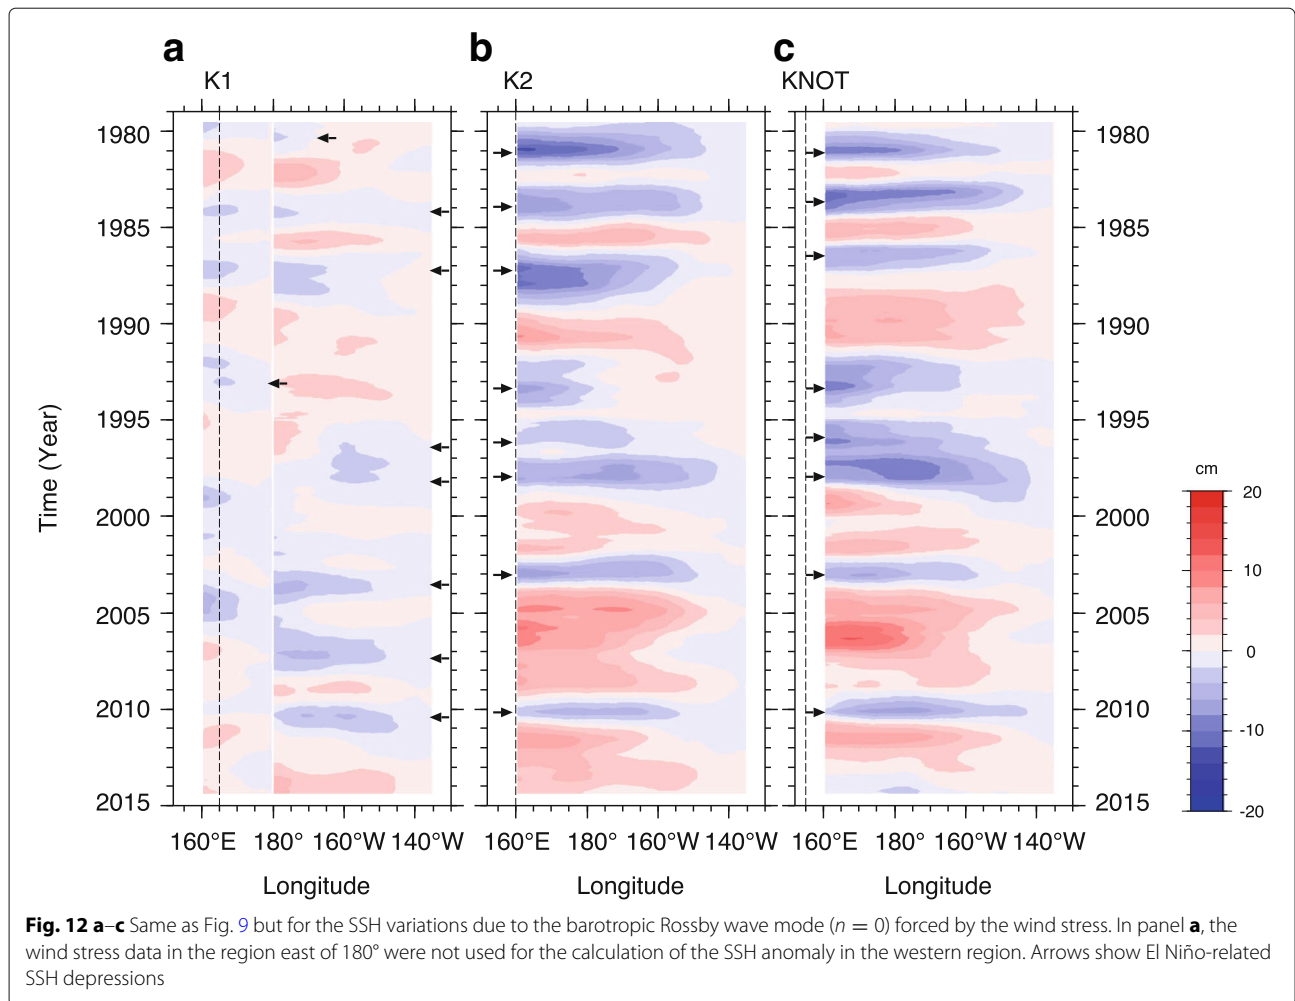 a b c
K1 K2 KNOT
1980 1980
1985 1985
1990 1990
1995 1995
Time (Year)
2000 2000
2005 2005
2010 2010
2015 2015
cm
20
10
0
-10
-20
160°E 180° 160°W 140°W 160°E 180° 160°W 140°W 160°E 180° 160°W 140°W
Longitude Longitude Longitude
Fig. 12 a–c Same as Fig. 9 but for the SSH variations due to the barotropic Rossby wave mode (n = 0) forced by the wind stress. In panel a, the
wind stress data in the region east of 180° were not used for the calculation of the SSH anomaly in the western region. Arrows show El Niño-related
SSH depressions